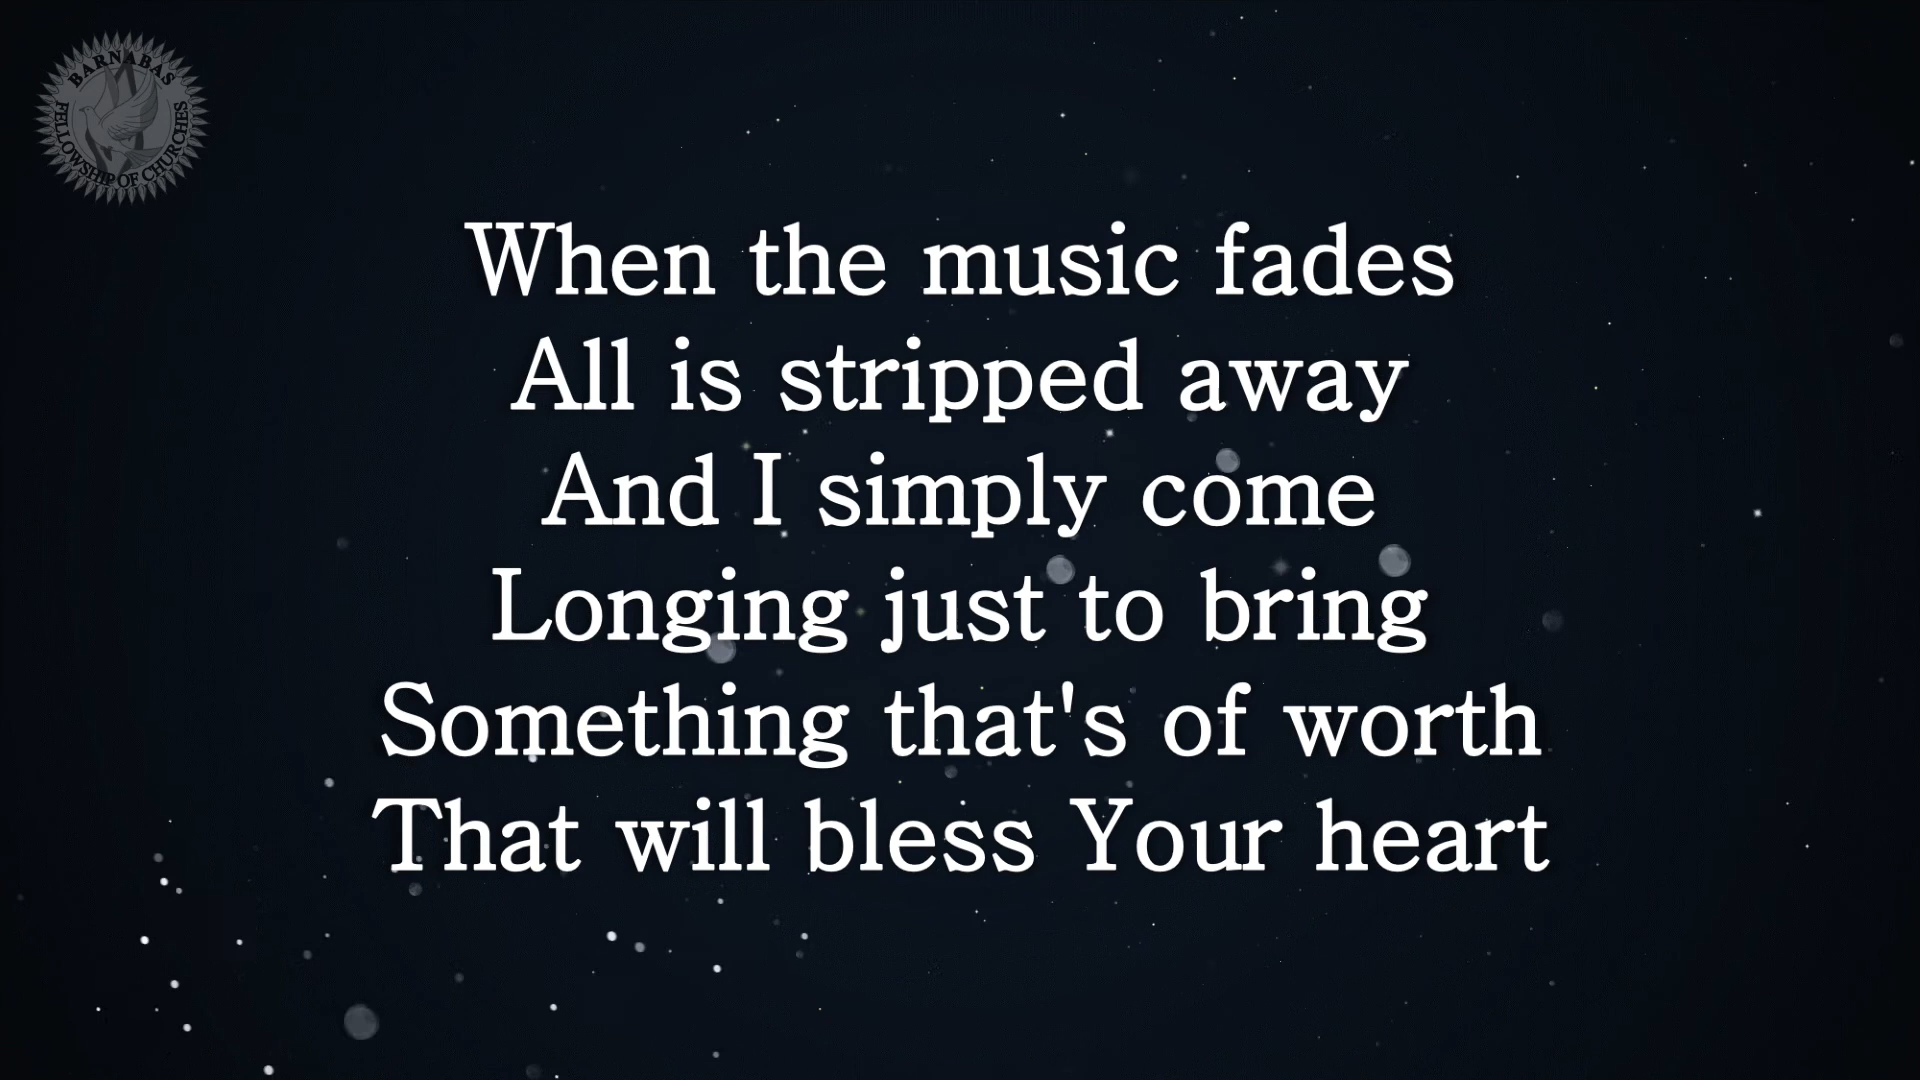 BARNABAS
FELLOWSHIP OF CHURCHES
When the music fades
All is stripped away
And I simply come
Longing just to bring
Something that's of worth
That will bless Your heart